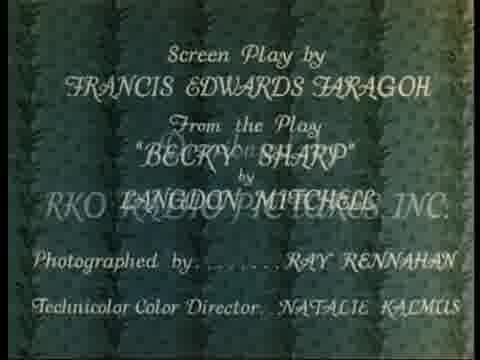 Screen Play by
FRANCIS EDWARDS FARAGOH
From the Play
"BECKY SHARP"
by
LANGDON MITCHELL
RKO RADIO PICTURES INC.
Photographed by.........RAY RENNAHAN
Technicolor Color Director. NATALIE KALMUS